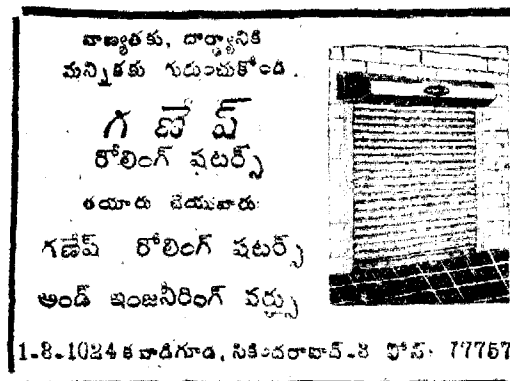 నాణ్యతకు, దార్ఢ్యానికి
మన్నికకు గుర్తుంచుకోండి.
గణేష్
రోలింగ్ షటర్స్
తయారు చేయువారు
గణేష్ రోలింగ్ షటర్స్
అండ్ ఇంజనీరింగ్ వర్క్సు
1-8-1024 కవాడిగూడ, సికింద్రాబాద్-3 ఫోన్: 77757